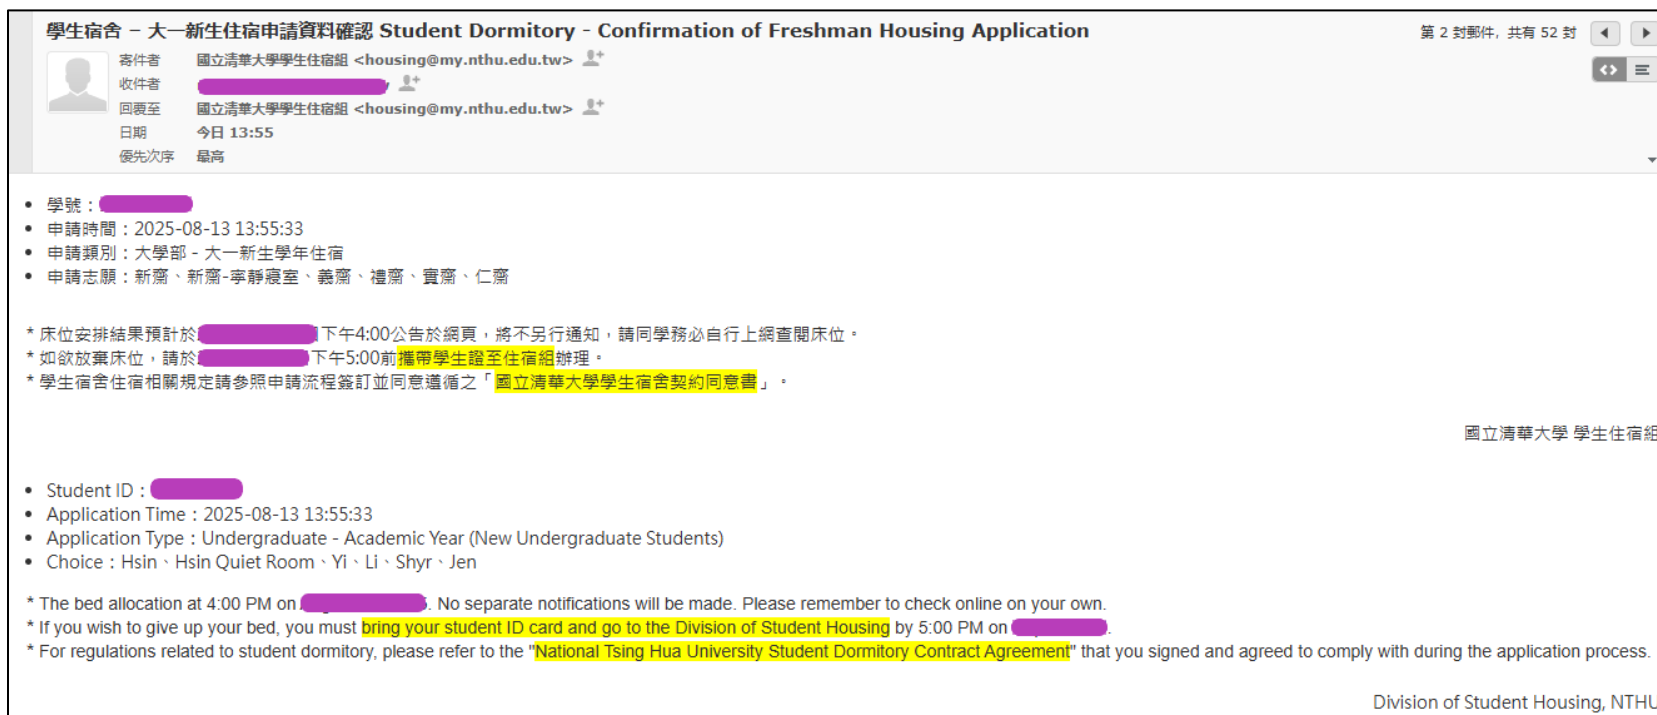 學生宿舍 – 大一新生住宿申請資料確認 Student Dormitory - Confirmation of Freshman Housing Application
第 2 封郵件, 共有 52 封
寄件者 國立清華大學學生住宿組 <housing@my.nthu.edu.tw>
收件者
回覆至 國立清華大學學生住宿組 <housing@my.nthu.edu.tw>
日期 今日 13:55
優先次序 最高
• 學號：
• 申請時間：2025-08-13 13:55:33
• 申請類別：大學部 - 大一新生學年住宿
• 申請志願：新齋、新齋-寧靜寢室、義齋、禮齋、實齋、仁齋
* 床位安排結果預計於 下午4:00公告於網頁，將不另行通知，請同學務必自行上網查閱床位。
* 如欲放棄床位，請於 下午5:00前攜帶學生證至住宿組辦理。
* 學生宿舍住宿相關規定請參照申請流程簽訂並同意遵循之「國立清華大學學生宿舍契約同意書」。
國立清華大學 學生住宿組
• Student ID：
• Application Time：2025-08-13 13:55:33
• Application Type：Undergraduate - Academic Year (New Undergraduate Students)
• Choice：Hsin、Hsin Quiet Room、Yi、Li、Shyr、Jen
* The bed allocation at 4:00 PM on . No separate notifications will be made. Please remember to check online on your own.
* If you wish to give up your bed, you must bring your student ID card and go to the Division of Student Housing by 5:00 PM on .
* For regulations related to student dormitory, please refer to the "National Tsing Hua University Student Dormitory Contract Agreement" that you signed and agreed to comply with during the application process.
Division of Student Housing, NTHU